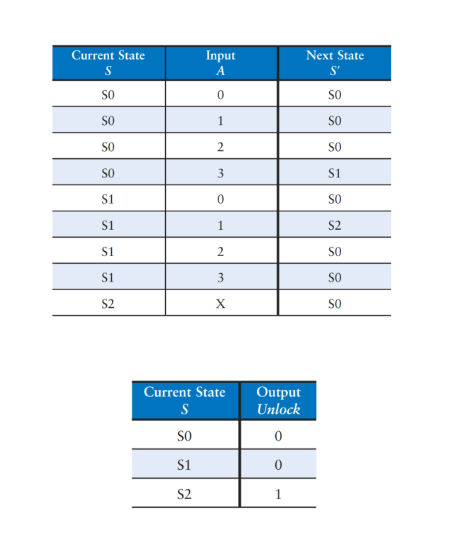 Current State Input Next State
S A S′
S0 0 S0
S0 1 S0
S0 2 S0
S0 3 S1
S1 0 S0
S1 1 S2
S1 2 S0
S1 3 S0
S2 X S0
Current State Output
S Unlock
S0 0
S1 0
S2 1